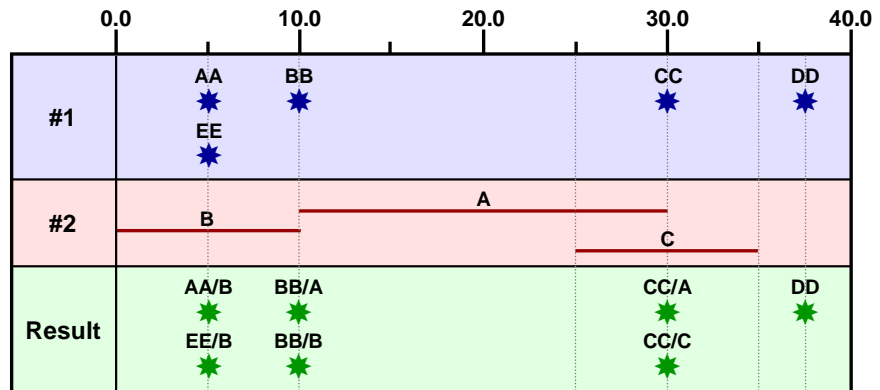 0.0 10.0 20.0 30.0 40.0
AA BB CC DD
#1
EE
A
#2 B
C
AA/B BB/A CC/A DD
Result
EE/B BB/B CC/C